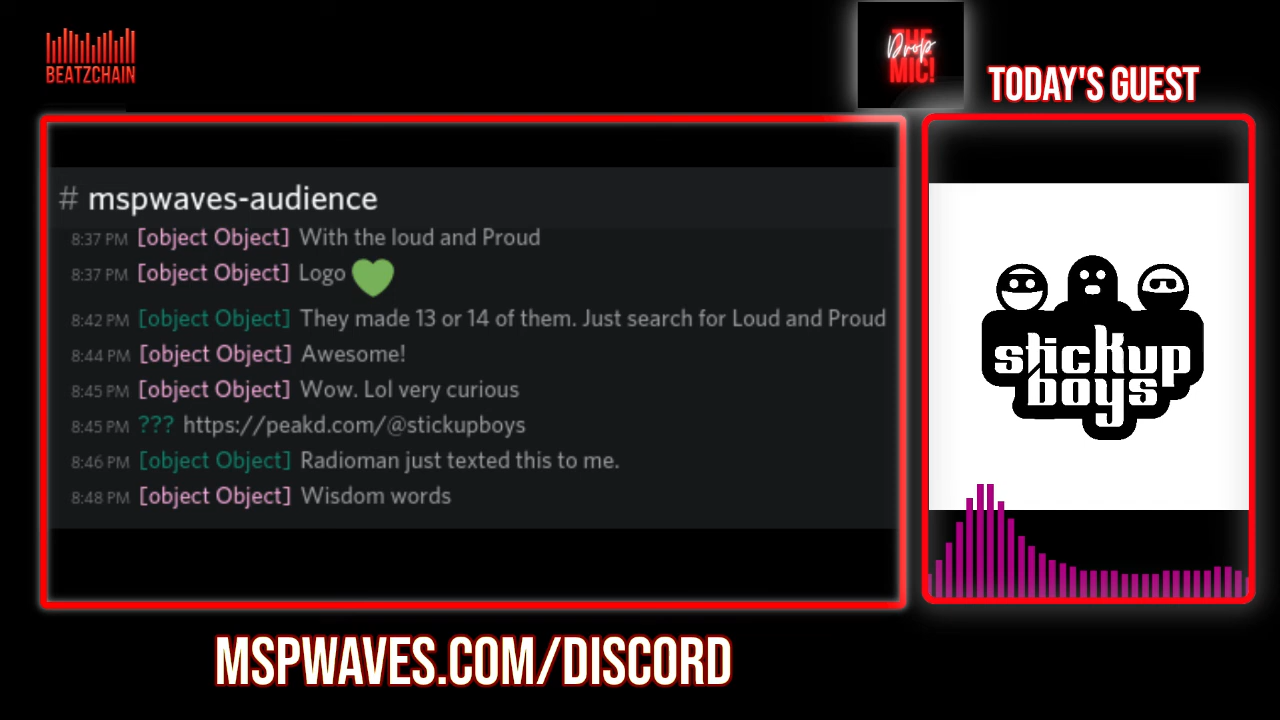 BEATZCHAIN
THE
Drop
MIC!
TODAY'S GUEST
# mspwaves-audience
8:37 PM [object Object] With the loud and Proud
8:37 PM [object Object] Logo 💚
8:42 PM [object Object] They made 13 or 14 of them. Just search for Loud and Proud
8:44 PM [object Object] Awesome!
8:45 PM [object Object] Wow. Lol very curious
8:45 PM ??? https://peakd.com/@stickupboys
8:46 PM [object Object] Radioman just texted this to me.
8:48 PM [object Object] Wisdom words
stickup
boys
MSPWAVES.COM/DISCORD